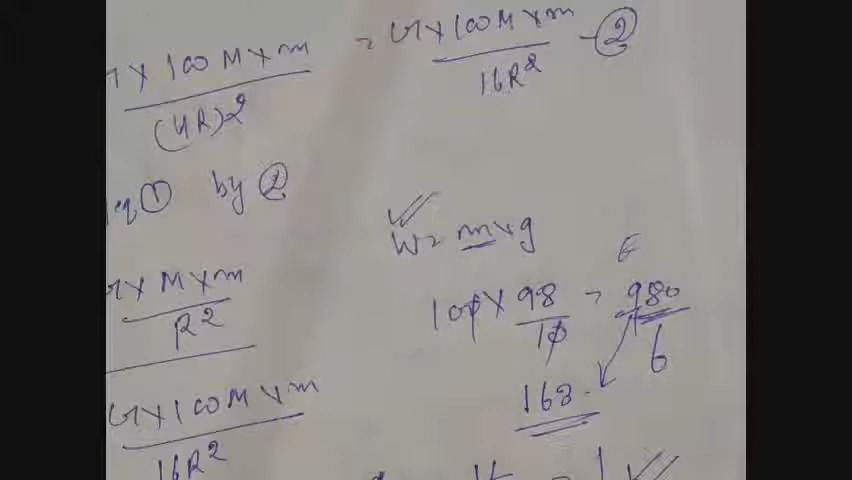 G × 100 M × m / (4R)2 = G × 100 M × m / 16R2 - (2)
eq (1) by (2)
G × M × m / R2
G × 100 M × m / 16R2
W = m × g
100 × 98 / 10 = 980 / 6
163.